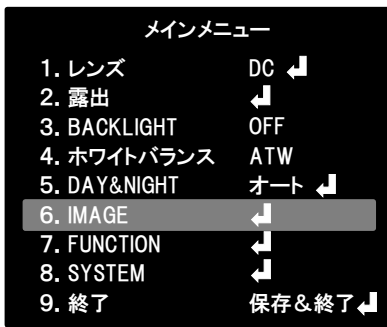 メインメニュー
1. レンズ DC ↲
2. 露出 ↲
3. BACKLIGHT OFF
4. ホワイトバランス ATW
5. DAY&NIGHT オート ↲
6. IMAGE ↲
7. FUNCTION ↲
8. SYSTEM ↲
9. 終了 保存&終了↲